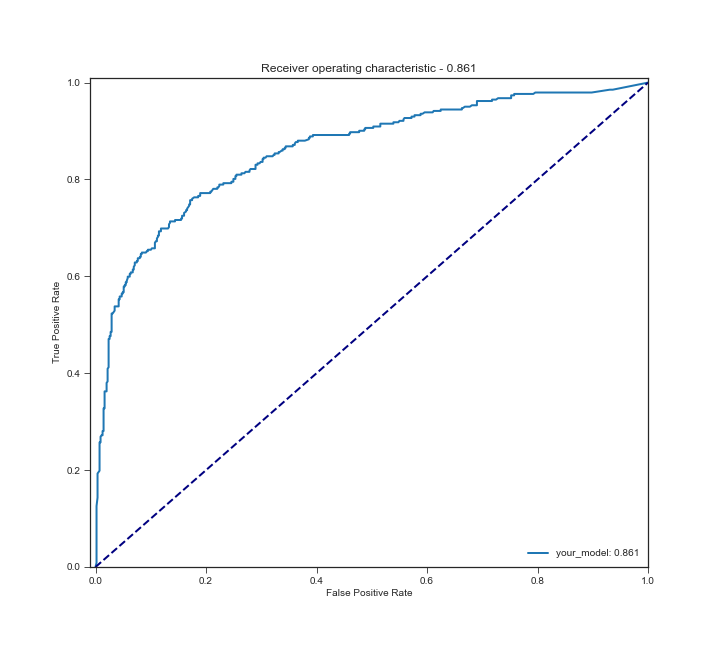 Receiver operating characteristic - 0.861
1.0
0.8
0.6
0.4
0.2
0.0
True Positive Rate
your_model: 0.861
0.0 0.2 0.4 0.6 0.8 1.0
False Positive Rate